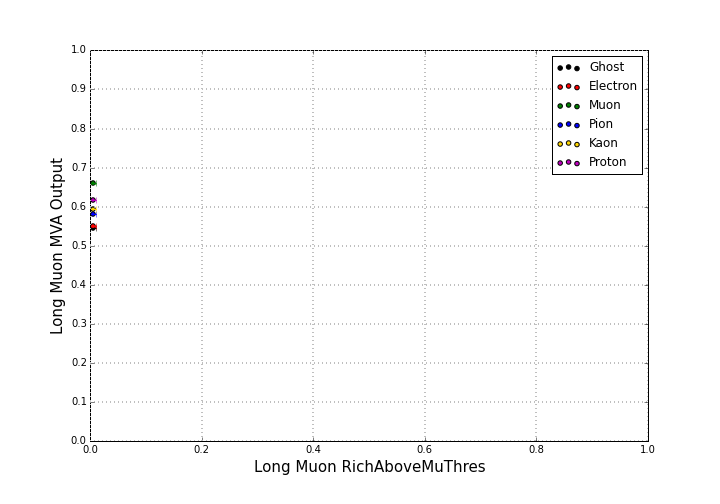 1.0
0.9
0.8
0.7
0.6
0.5
0.4
0.3
0.2
0.1
0.0
Long Muon MVA Output
Ghost
Electron
Muon
Pion
Kaon
Proton
0.0 0.2 0.4 0.6 0.8 1.0
Long Muon RichAboveMuThres